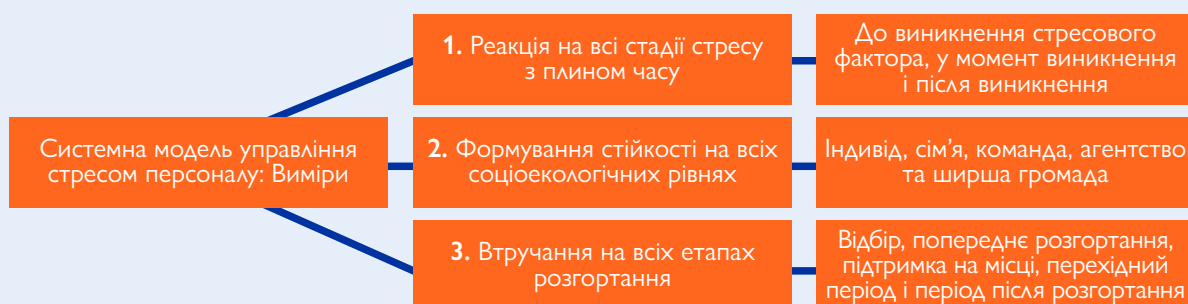 Системна модель управління
стресом персоналу: Виміри
1. Реакція на всі стадії стресу
з плином часу
До виникнення стресового
фактора, у момент виникнення
і після виникнення
2. Формування стійкості на всіх
соціоекологічних рівнях
Індивід, сім’я, команда, агентство
та ширша громада
3. Втручання на всіх етапах
розгортання
Відбір, попереднє розгортання,
підтримка на місці, перехідний
період і період після розгортання